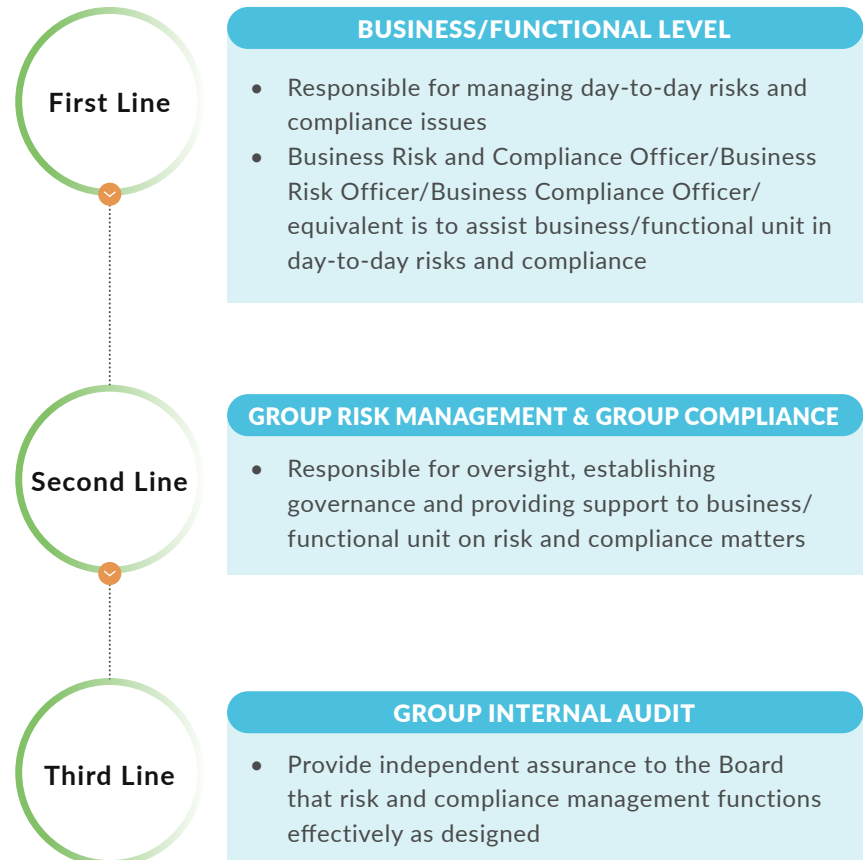 First Line
BUSINESS/FUNCTIONAL LEVEL
• Responsible for managing day-to-day risks and
compliance issues
• Business Risk and Compliance Officer/Business
Risk Officer/Business Compliance Officer/
equivalent is to assist business/functional unit in
day-to-day risks and compliance
Second Line
GROUP RISK MANAGEMENT & GROUP COMPLIANCE
• Responsible for oversight, establishing
governance and providing support to business/
functional unit on risk and compliance matters
Third Line
GROUP INTERNAL AUDIT
• Provide independent assurance to the Board
that risk and compliance management functions
effectively as designed